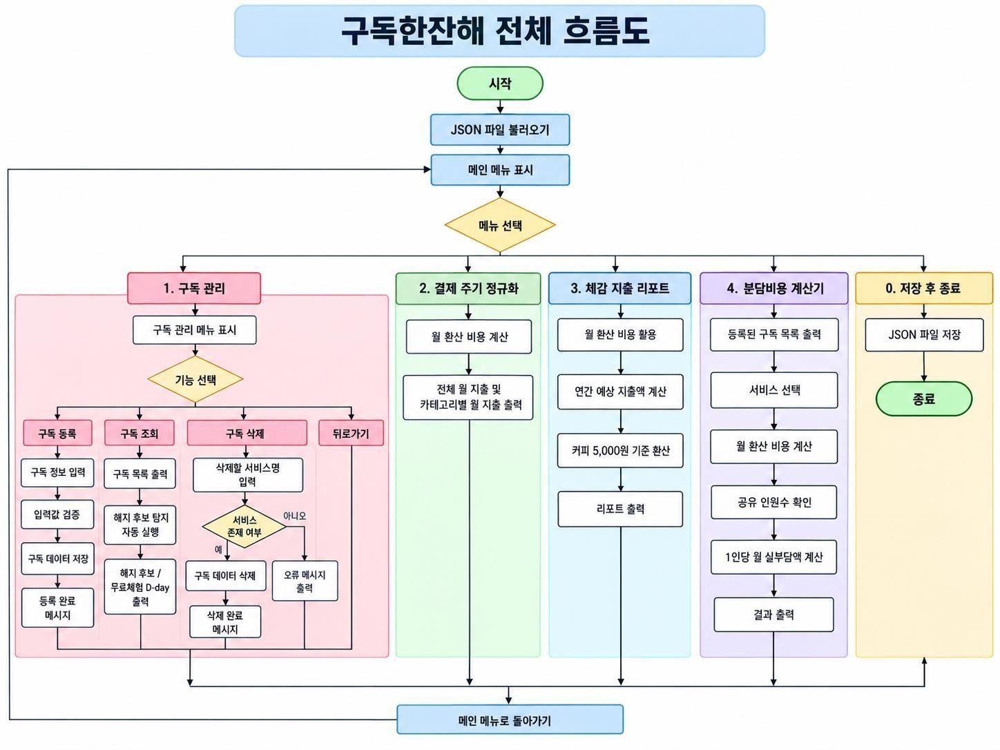 구독한잔해 전체 흐름도
시작
JSON 파일 불러오기
메인 메뉴 표시
메뉴 선택
1. 구독 관리
구독 관리 메뉴 표시
기능 선택
구독 등록
구독 정보 입력
입력값 검증
구독 데이터 저장
등록 완료
메시지
구독 조회
구독 목록 출력
해지 후보 탐지
자동 실행
해지 후보 /
무료체험 D-day
출력
구독 삭제
삭제할 서비스명
입력
서비스
존재 여부
예
아니오
구독 데이터 삭제
삭제 완료
메시지
오류 메시지
출력
뒤로가기
2. 결제 주기 정규화
월 환산 비용 계산
전체 월 지출 및
카테고리별 월 지출 출력
3. 체감 지출 리포트
월 환산 비용 활용
연간 예상 지출액 계산
커피 5,000원 기준 환산
리포트 출력
4. 분담비용 계산기
등록된 구독 목록 출력
서비스 선택
월 환산 비용 계산
공유 인원수 확인
1인당 월 실부담액 계산
결과 출력
0. 저장 후 종료
JSON 파일 저장
종료
메인 메뉴로 돌아가기